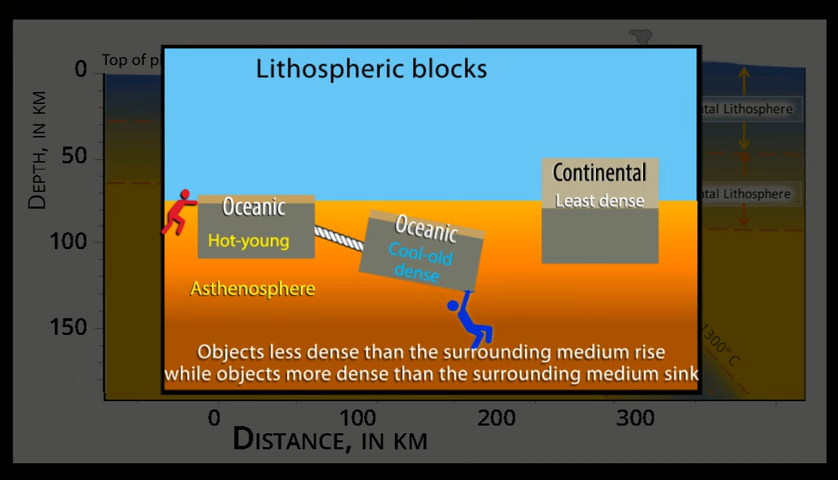 Top of p
Lithospheric blocks
DEPTH, IN KM
0
50
100
150
tal Lithosphere
tal Lithosphere
Continental
Least dense
Oceanic
Hot-young
Oceanic
Cool-old
dense
Asthenosphere
1300° C
Objects less dense than the surrounding medium rise
while objects more dense than the surrounding medium sink
0
100
200
300
DISTANCE, IN KM